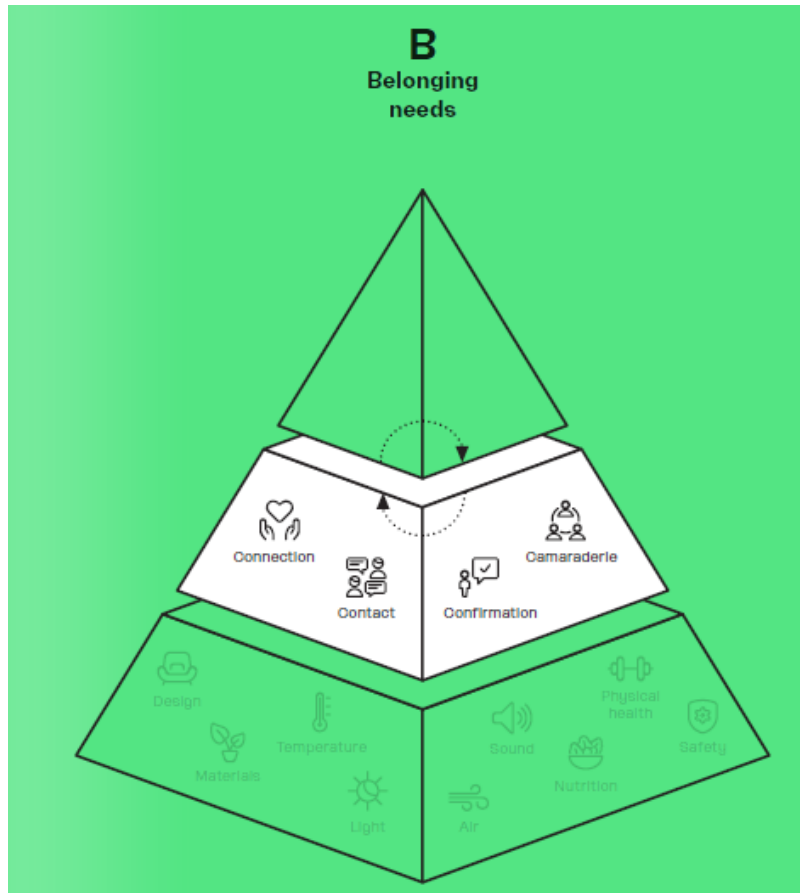 B
Belonging
needs
Connection
Camaraderie
Contact
Confirmation
Design
Physical
health
Temperature
Sound
Safety
Materials
Nutrition
Light
Air